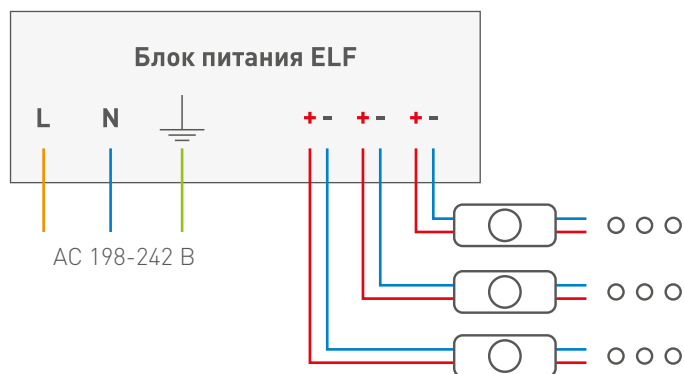 Блок питания ELF
L N + - + - + -
AC 198-242 В